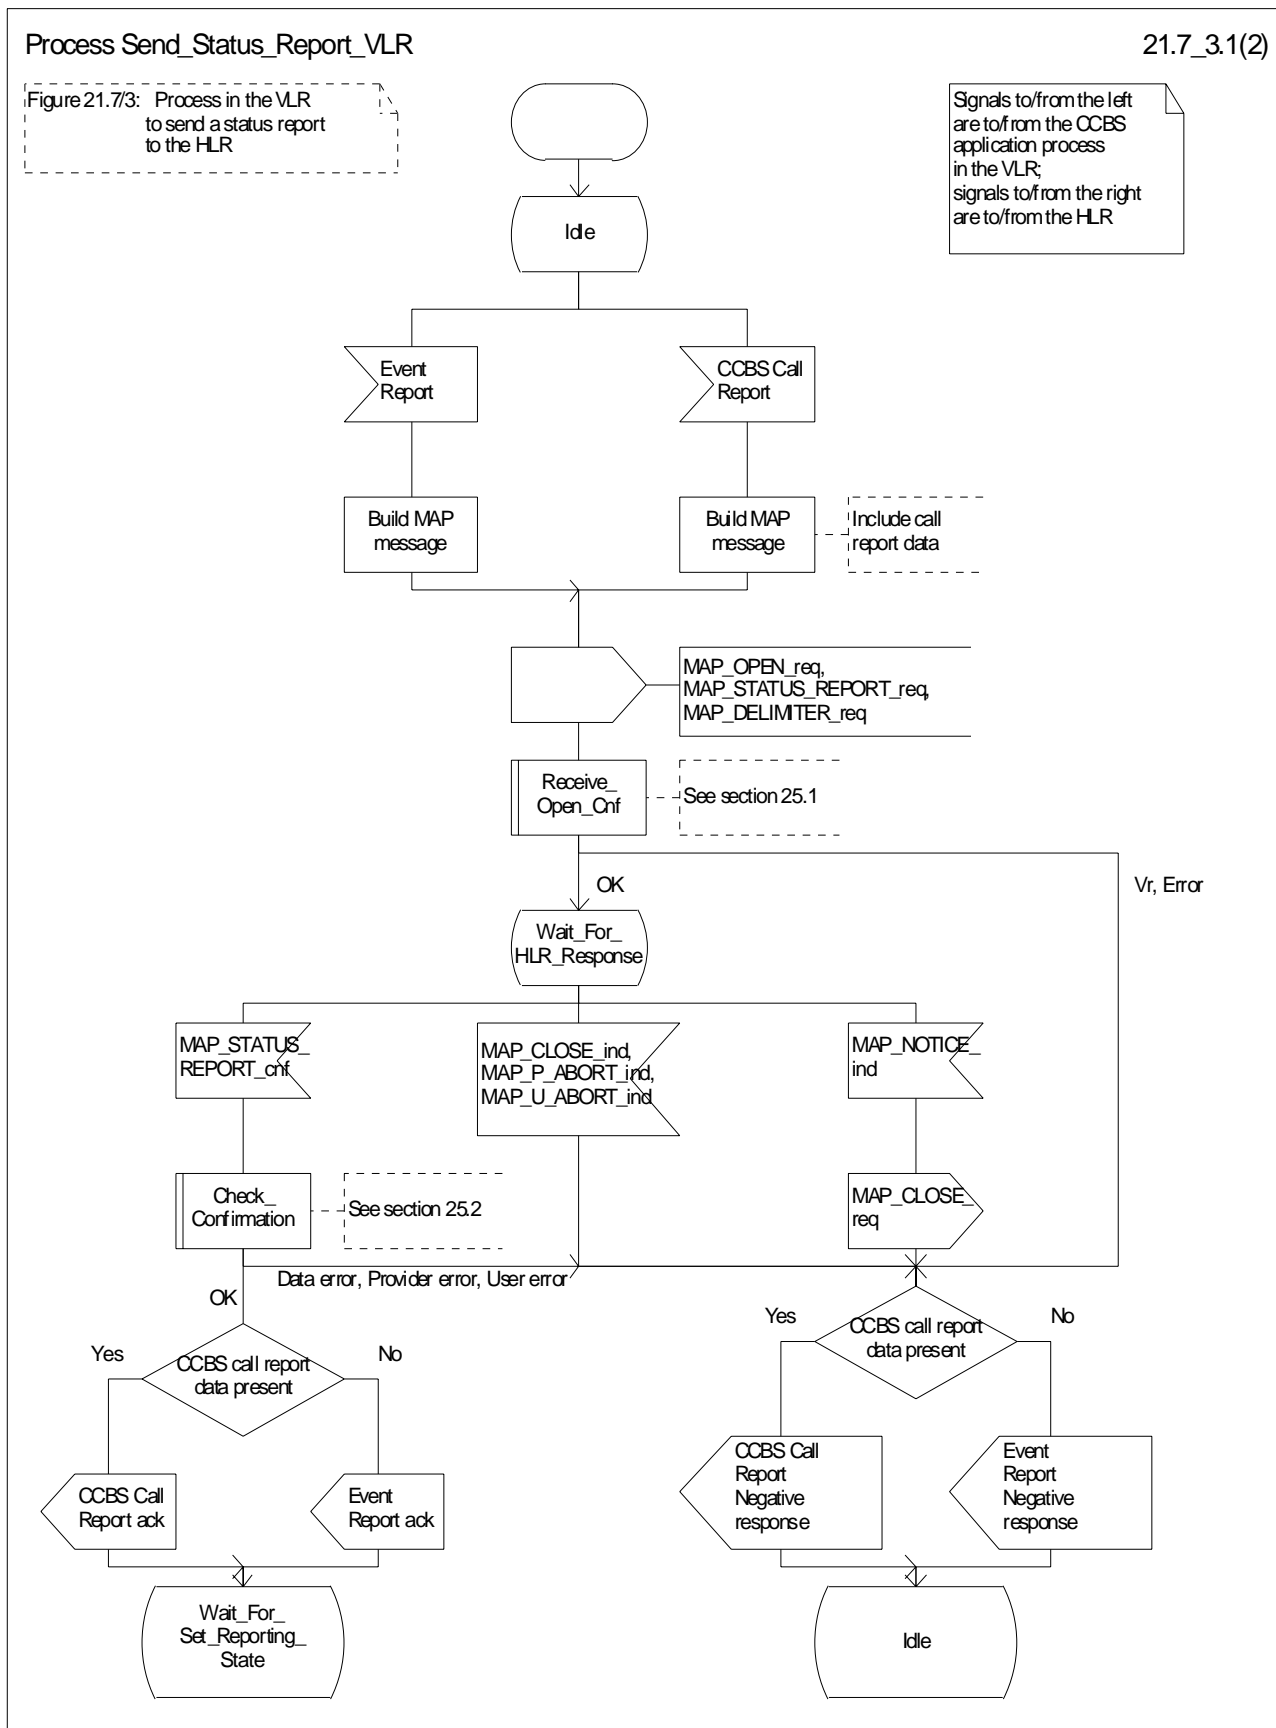 Process Send_Status_Report_VLR
21.7_3.1(2)
Figure 21.7/3: Process in the VLR
to send a status report
to the HLR
Signals to/from the left
are to/from the CCBS
application process
in the VLR;
signals to/from the right
are to/from the HLR
Idle
Event
Report
CCBS Call
Report
Build MAP
message
Build MAP
message
Include call
report data
MAP_OPEN_req,
MAP_STATUS_REPORT_req,
MAP_DELIMITER_req
Receive_
Open_Cnf
See section 25.1
OK
Vr, Error
Wait_For_
HLR_Response
MAP_STATUS_
REPORT_cnf
MAP_CLOSE_ind,
MAP_P_ABORT_ind,
MAP_U_ABORT_ind
MAP_NOTICE_
ind
Check_
Confirmation
See section 25.2
MAP_CLOSE_
req
Data error, Provider error, User error
OK
Yes
CCBS call report
data present
No
Yes
CCBS call report
data present
No
CCBS Call
Report ack
Event
Report ack
CCBS Call
Report
Negative
response
Event
Report
Negative
response
Wait_For_
Set_Reporting_
State
Idle